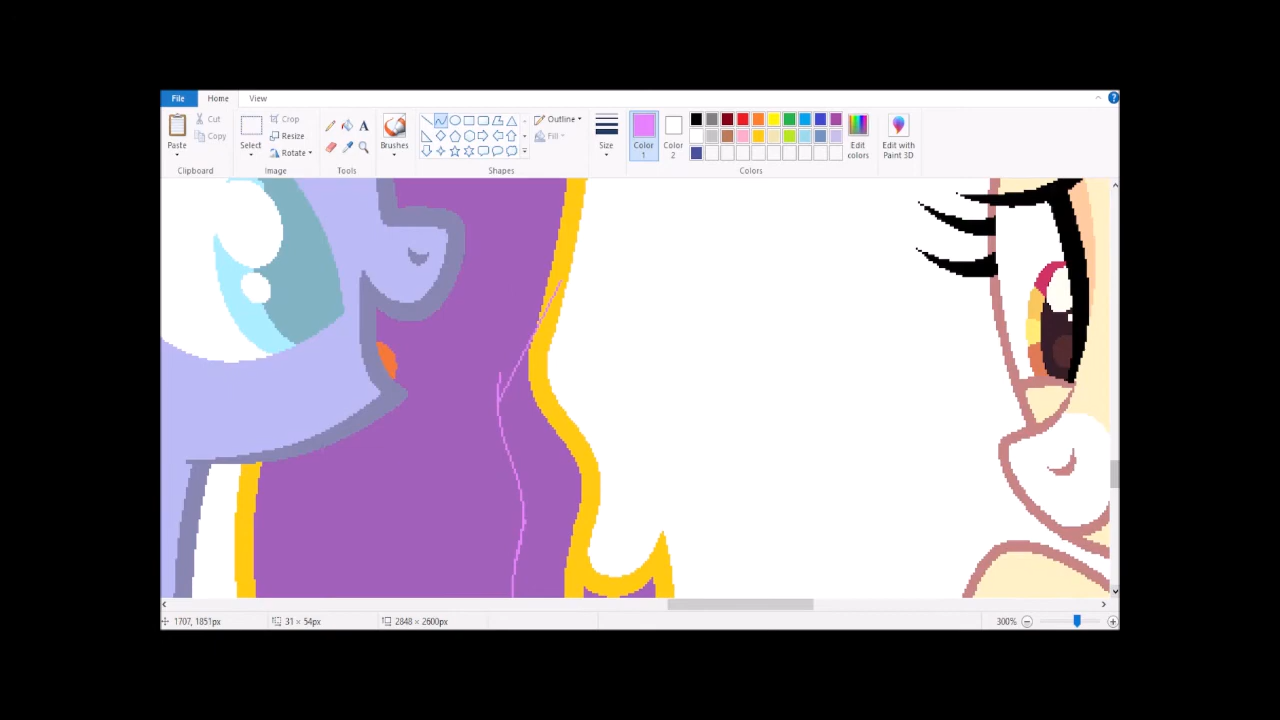 File Home View
Paste Cut Copy
Clipboard
Select Crop Resize Rotate
Image
Tools
Brushes
Outline Fill
Shapes
Size
Color 1 Color 2
Edit colors
Colors
Edit with Paint 3D
1707, 1851px 31 × 54px 2848 × 2600px 300%